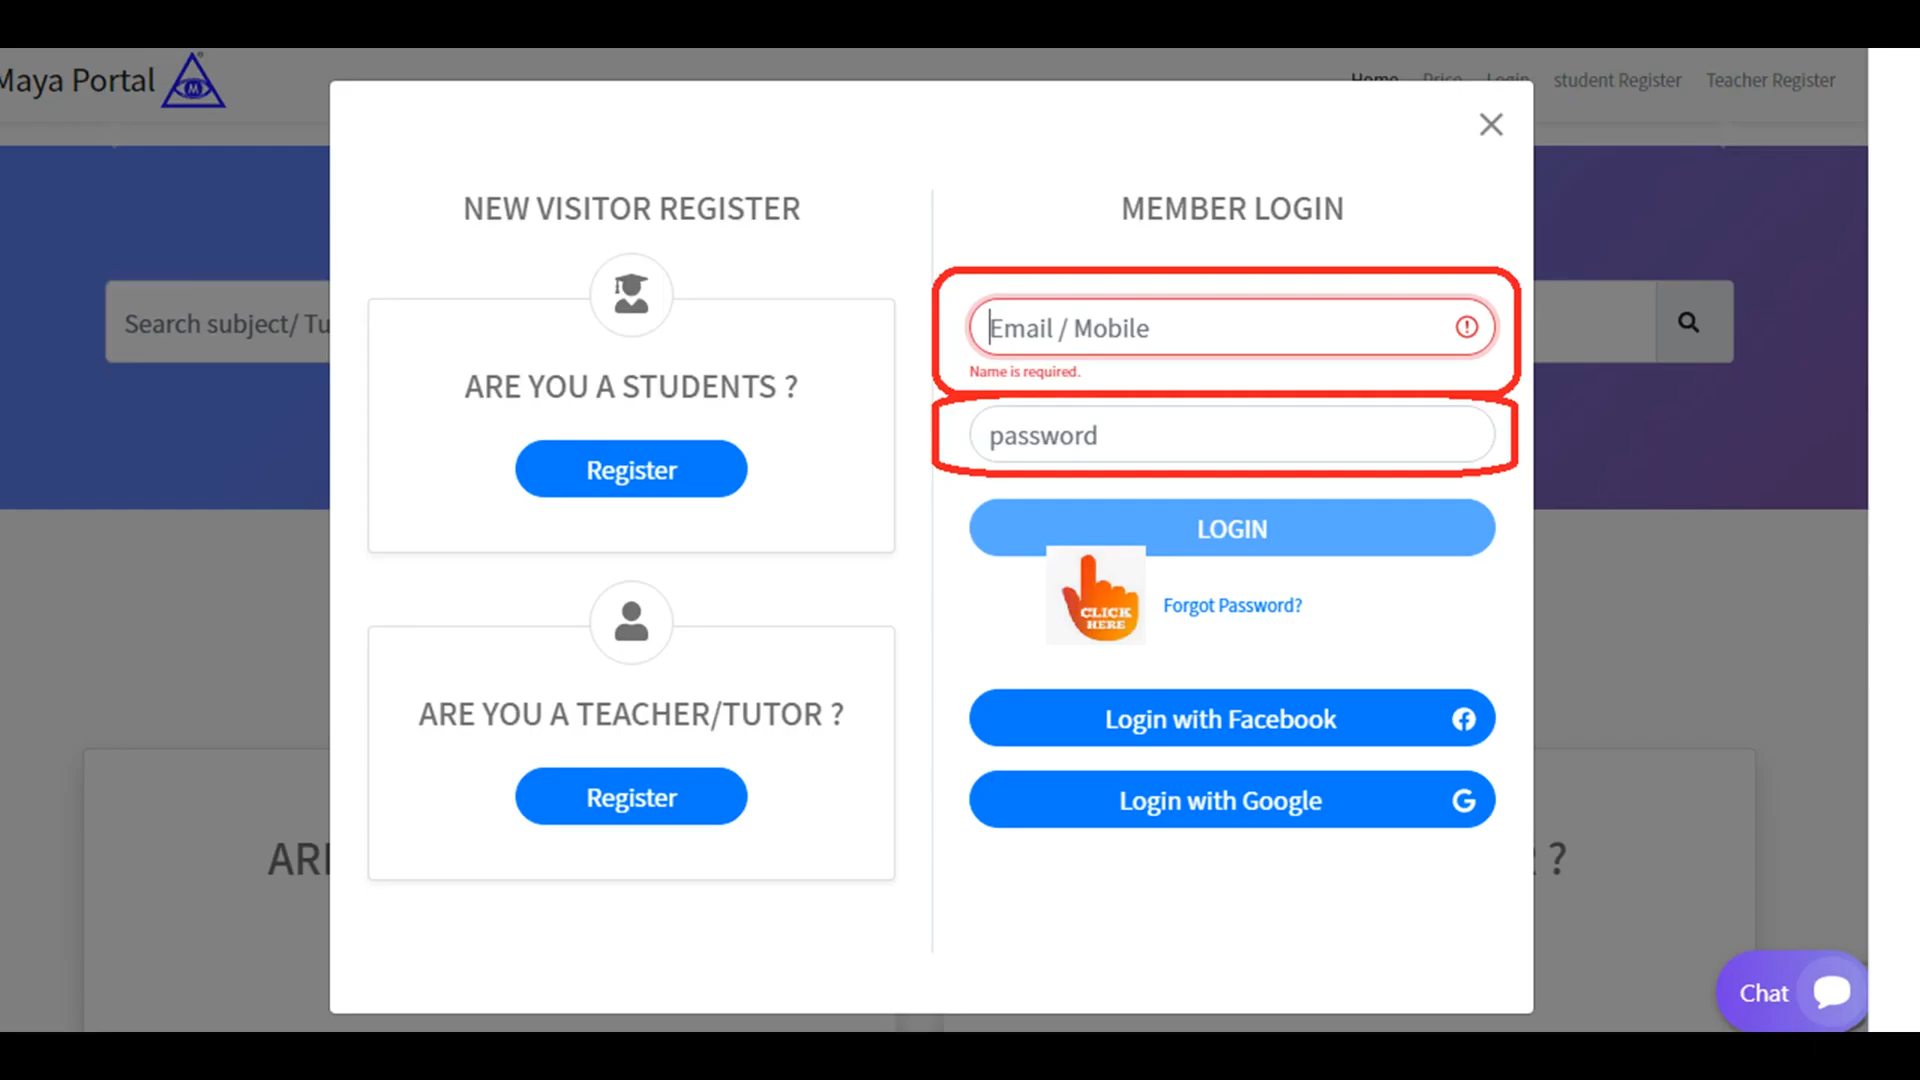 Maya Portal
Home Price Login student Register Teacher Register
NEW VISITOR REGISTER
ARE YOU A STUDENTS ?
Register
ARE YOU A TEACHER/TUTOR ?
Register
MEMBER LOGIN
Email / Mobile
Name is required.
password
LOGIN
CLICK
HERE
Forgot Password?
Login with Facebook
Login with Google
Search subject/ Tu
ARE
?
Chat